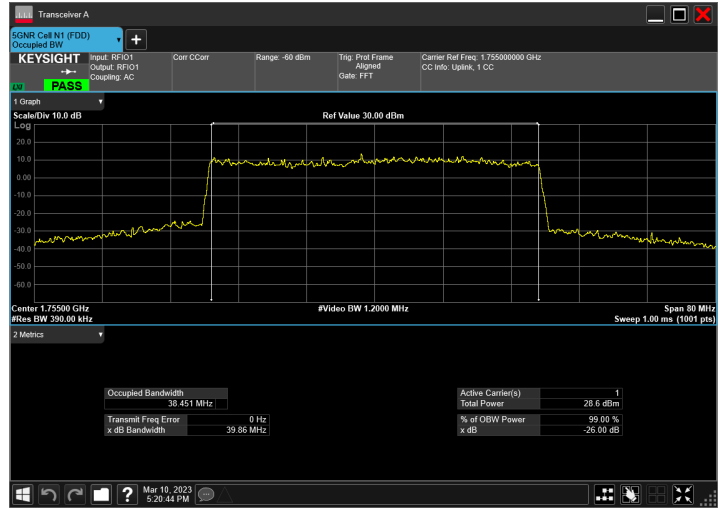 Transceiver A
5GNR Cell N1 (FDD)
Occupied BW
KEYSIGHT
Input: RFIO1
Output: RFIO1
Coupling: AC
Corr CCorr
Range: -60 dBm
Trig: Prot Frame
Aligned
Gate: FFT
Carrier Ref Freq: 1.755000000 GHz
CC Info: Uplink, 1 CC
LXI
PASS
1 Graph
Scale/Div 10.0 dB
Ref Value 30.00 dBm
Log
20.0
10.0
0.00
-10.0
-20.0
-30.0
-40.0
-50.0
-60.0
Center 1.75500 GHz
#Video BW 1.2000 MHz
Span 80 MHz
#Res BW 390.00 kHz
Sweep 1.00 ms (1001 pts)
2 Metrics
Occupied Bandwidth
38.451 MHz
Transmit Freq Error 0 Hz
x dB Bandwidth 39.86 MHz
Active Carrier(s) 1
Total Power 28.6 dBm
% of OBW Power 99.00 %
x dB -26.00 dB
Mar 10, 2023
5:20:44 PM